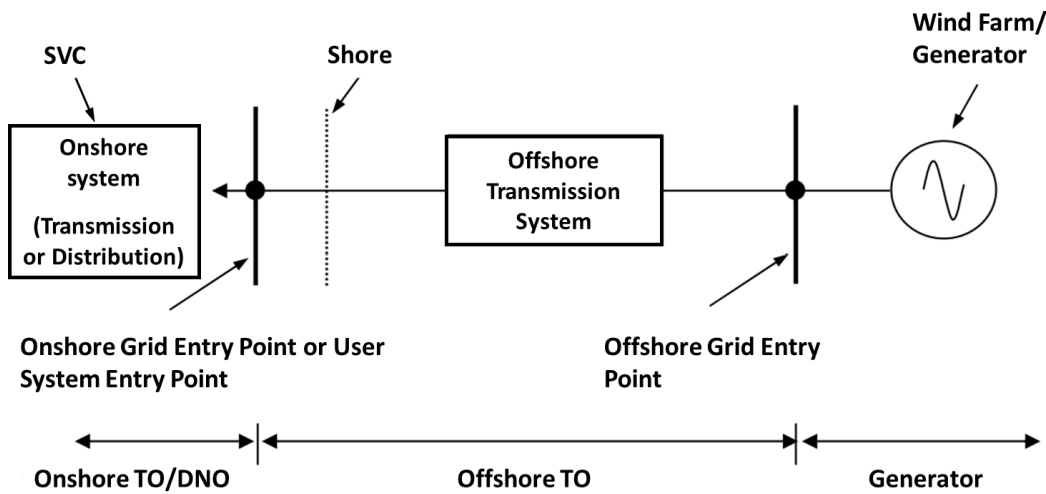 Wind Farm/
Generator
SVC
Shore
Onshore
system
(Transmission
or Distribution)
Offshore
Transmission
System
Onshore Grid Entry Point or User
System Entry Point
Offshore Grid Entry
Point
Onshore TO/DNO
Offshore TO
Generator